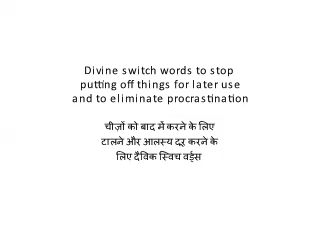 Divine switch words to stop
putting off things for later use
and to eliminate procrastination
चीज़ों को बाद में करने के लिए
टालने और आलस्य दूर करने के
लिए दैविक स्विच वर्ड्स